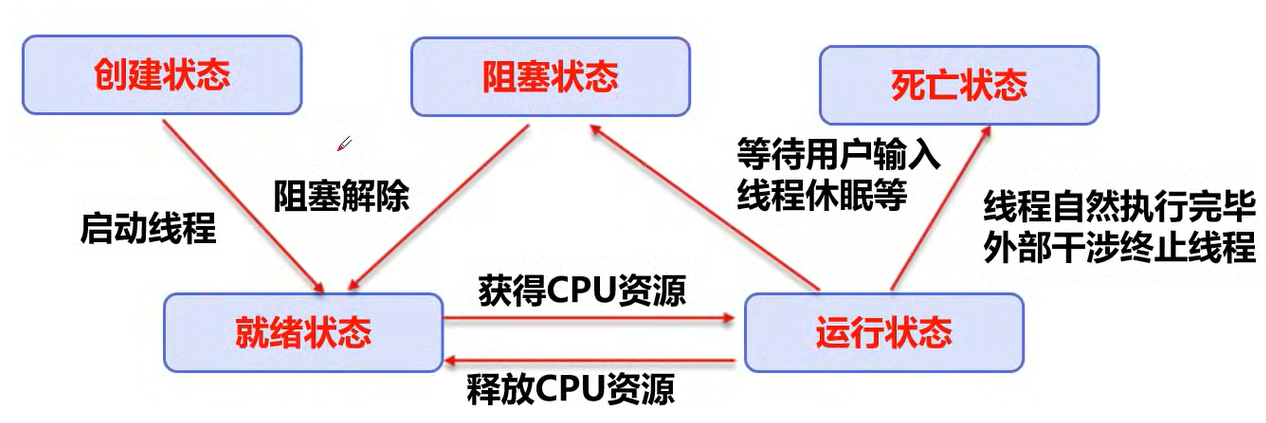 创建状态
阻塞状态
死亡状态
等待用户输入
线程休眠等
阻塞解除
启动线程
线程自然执行完毕
外部干涉终止线程
获得CPU资源
就绪状态
运行状态
释放CPU资源